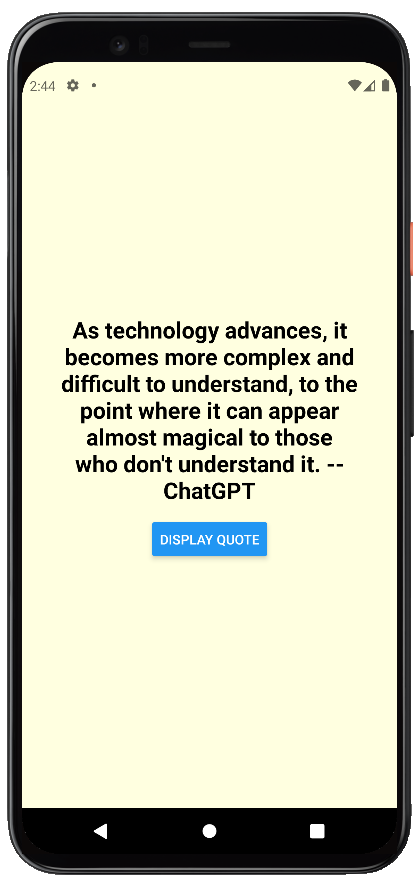 2:44
As technology advances, it
becomes more complex and
difficult to understand, to the
point where it can appear
almost magical to those
who don't understand it. --
ChatGPT
DISPLAY QUOTE